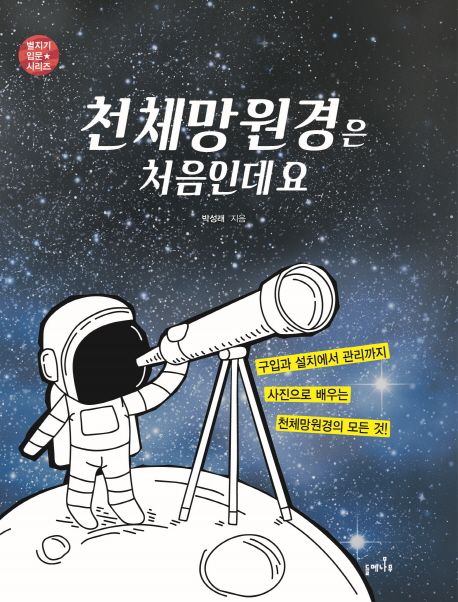 별지기
입문★
시리즈
천체망원경은
처음인데요
박성래 지음
구입과 설치에서 관리까지
사진으로 배우는
천체망원경의 모든 것!
들메나무